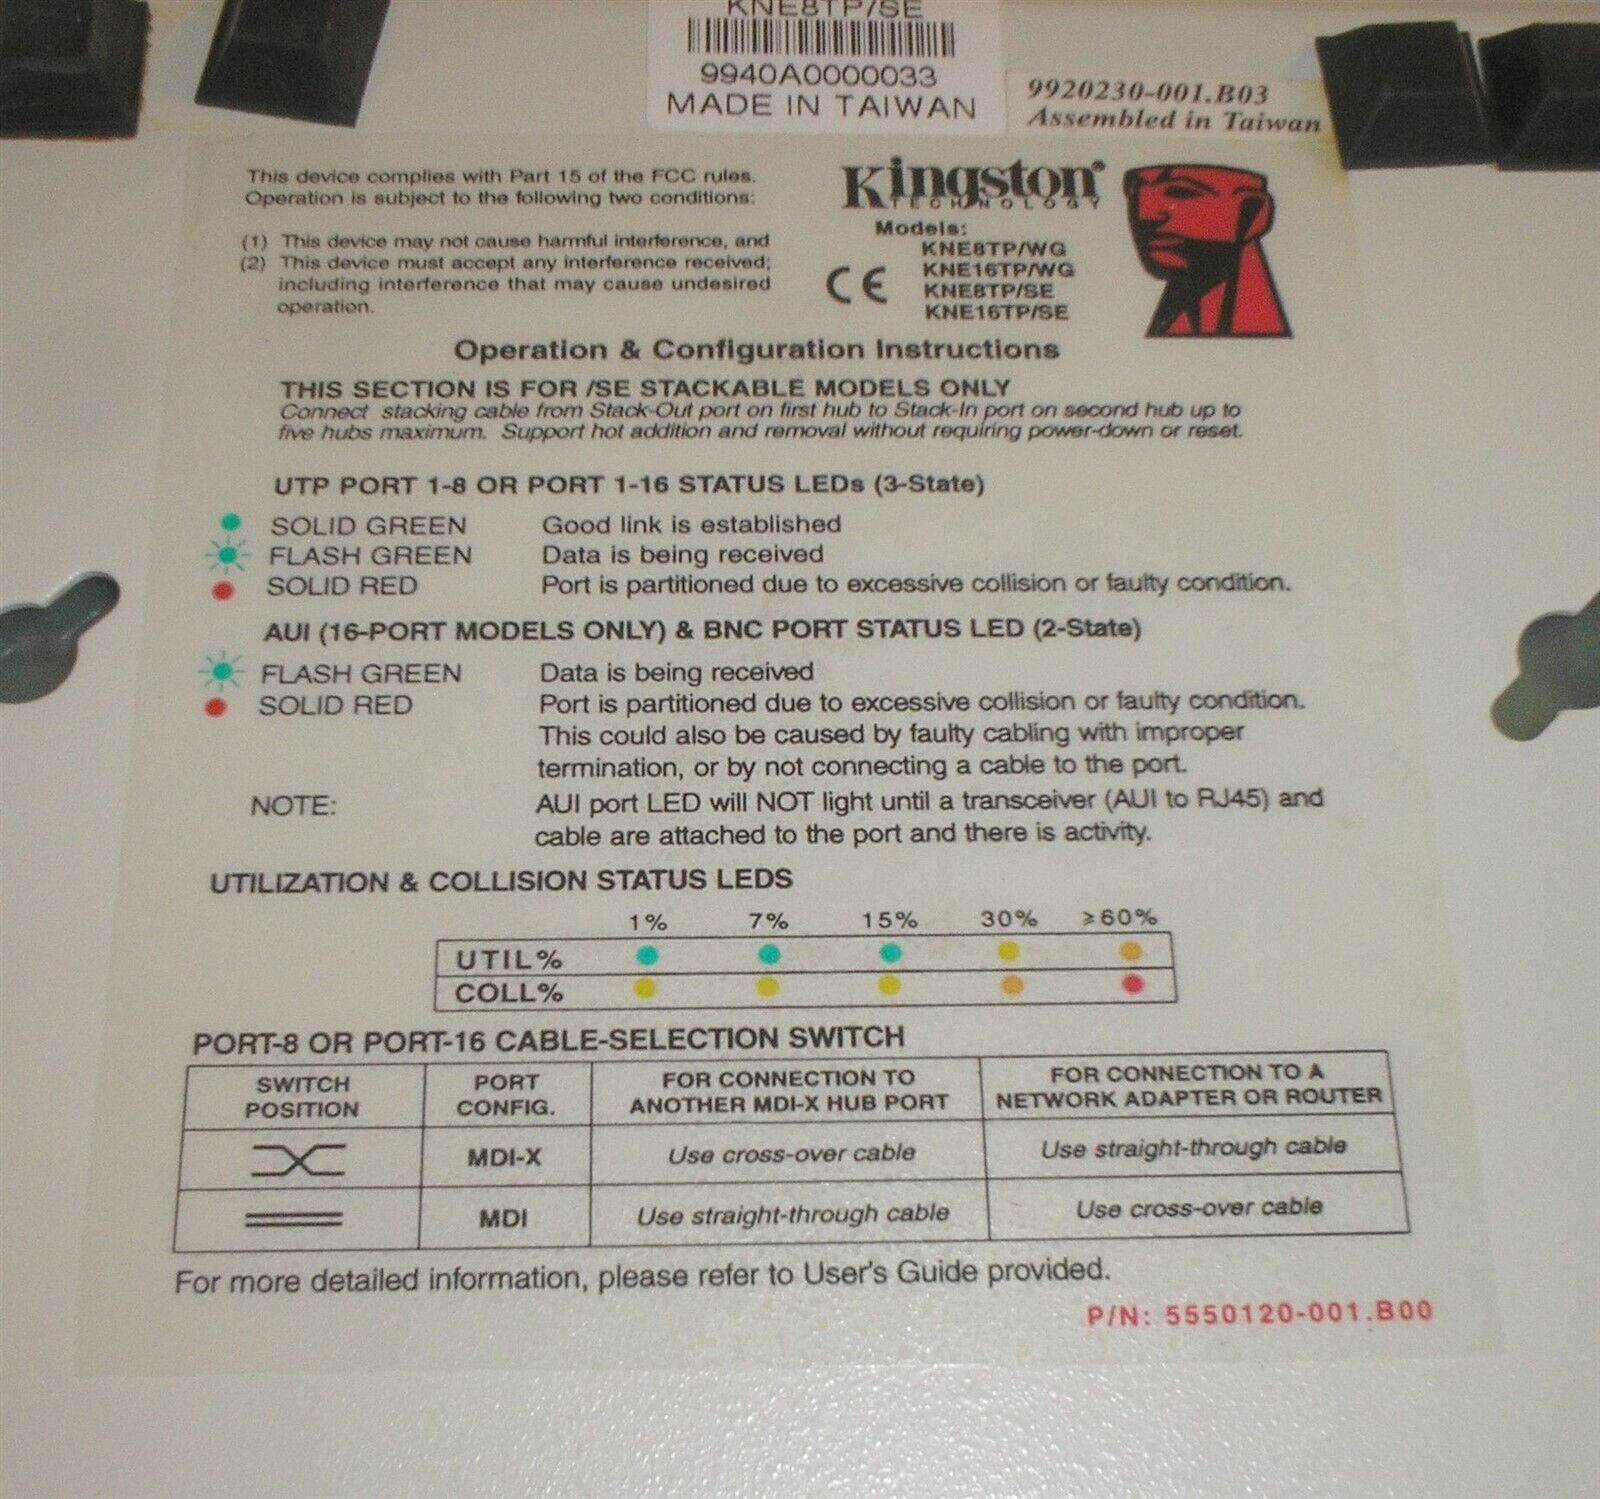 KNE8TP/SE
9940A0000033
MADE IN TAIWAN
9920230-001.B03
Assembled in Taiwan
This device complies with Part 15 of the FCC rules.
Operation is subject to the following two conditions:
(1) This device may not cause harmful interference, and
(2) This device must accept any interference received;
including interference that may cause undesired
operation.
Kingston®
TECHNOLOGY
Models:
KNE8TP/WG
KNE16TP/WG
KNE8TP/SE
KNE16TP/SE
CE
Operation & Configuration Instructions
THIS SECTION IS FOR /SE STACKABLE MODELS ONLY
Connect stacking cable from Stack-Out port on first hub to Stack-In port on second hub up to
five hubs maximum. Support hot addition and removal without requiring power-down or reset.
UTP PORT 1-8 OR PORT 1-16 STATUS LEDs (3-State)
SOLID GREEN Good link is established
FLASH GREEN Data is being received
SOLID RED Port is partitioned due to excessive collision or faulty condition.
AUI (16-PORT MODELS ONLY) & BNC PORT STATUS LED (2-State)
FLASH GREEN Data is being received
SOLID RED Port is partitioned due to excessive collision or faulty condition.
This could also be caused by faulty cabling with improper
termination, or by not connecting a cable to the port.
NOTE: AUI port LED will NOT light until a transceiver (AUI to RJ45) and
cable are attached to the port and there is activity.
UTILIZATION & COLLISION STATUS LEDS
1% 7% 15% 30% ≥60%
UTIL%
COLL%
PORT-8 OR PORT-16 CABLE-SELECTION SWITCH
SWITCH POSITION
PORT CONFIG.
FOR CONNECTION TO ANOTHER MDI-X HUB PORT
FOR CONNECTION TO A NETWORK ADAPTER OR ROUTER
MDI-X Use cross-over cable Use straight-through cable
MDI Use straight-through cable Use cross-over cable
For more detailed information, please refer to User's Guide provided.
P/N: 5550120-001.B00